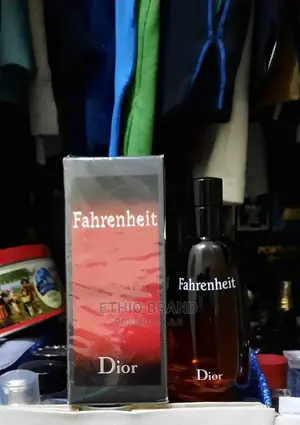 Fahrenheit
Dior
ETHIO BRAND
Fahrenheit
Dior